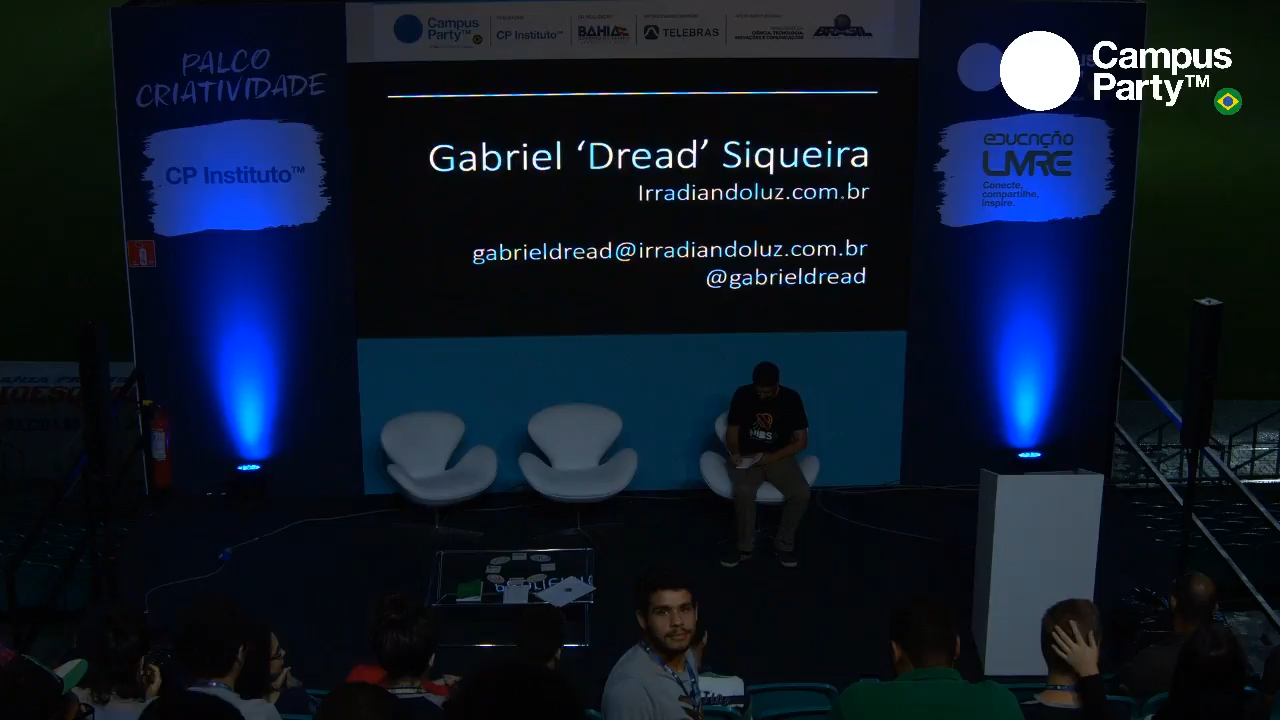 Campus
Party™
CP Instituto™
BAHIA
TELEBRAS
BRASIL
PALCO
CRIATIVIDADE
CP Instituto™
Gabriel ‘Dread’ Siqueira
Irradiandoluz.com.br
gabrieldread@irradiandoluz.com.br
@gabrieldread
Campus
Party™
EDUCAÇÃO
LIVRE
Conecte,
compartilhe,
inspire.